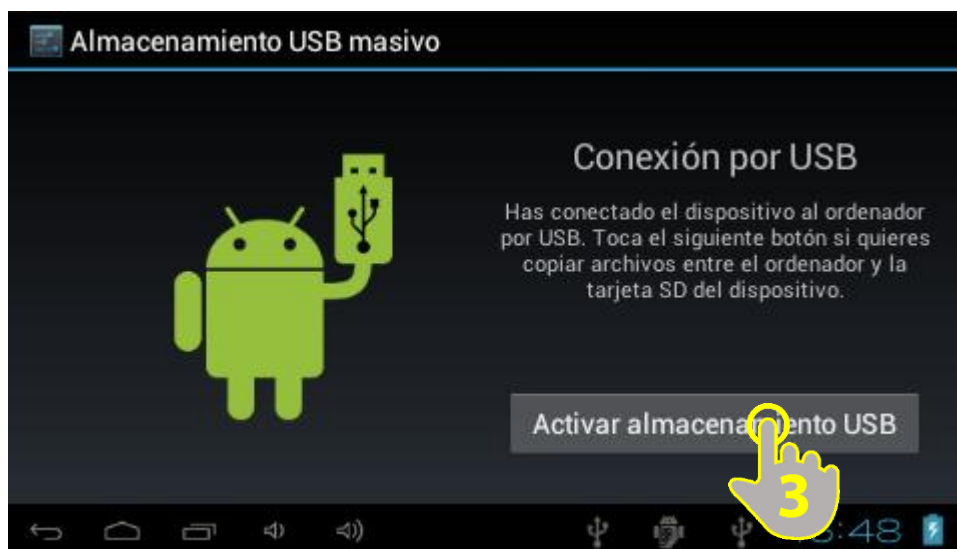 Almacenamiento USB masivo
Conexión por USB
Has conectado el dispositivo al ordenador
por USB. Toca el siguiente botón si quieres
copiar archivos entre el ordenador y la
tarjeta SD del dispositivo.
Activar almacenamiento USB
3
:48